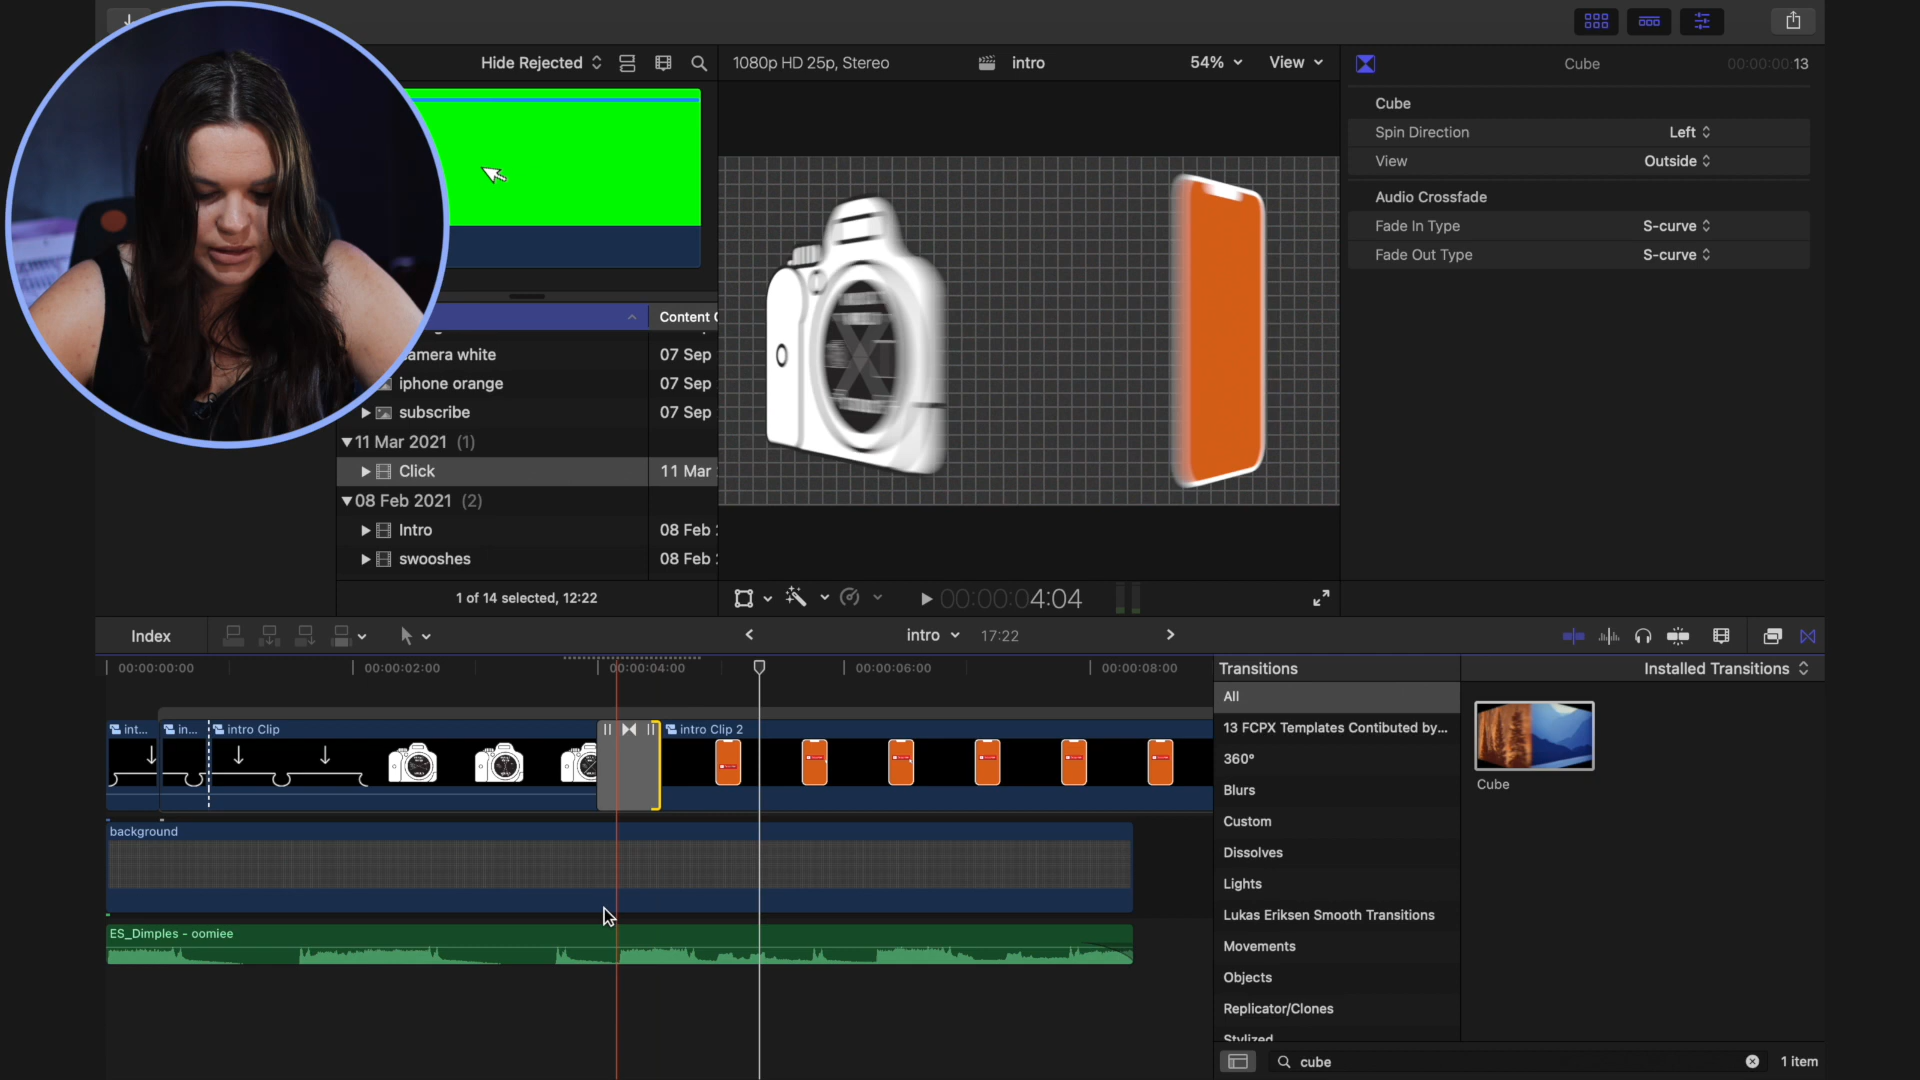 Hide Rejected
1080p HD 25p, Stereo
intro
54%
View
Cube
00:00:00:13
Cube
Spin Direction
Left
View
Outside
Audio Crossfade
Fade In Type
S-curve
Fade Out Type
S-curve
Content
amera white
07 Sep
iphone orange
07 Sep
subscribe
07 Sep
11 Mar 2021 (1)
Click
11 Mar
08 Feb 2021 (2)
Intro
08 Feb
swooshes
08 Feb
1 of 14 selected, 12:22
00:00:04:04
Index
intro
17:22
00:00:00:00
00:00:02:00
00:00:04:00
00:00:06:00
00:00:08:00
int...
in...
intro Clip
intro Clip 2
background
ES_Dimples - oomiee
Transitions
Installed Transitions
All
13 FCPX Templates Contibuted by...
360°
Blurs
Custom
Dissolves
Lights
Lukas Eriksen Smooth Transitions
Movements
Objects
Replicator/Clones
Stylized
Cube
cube
1 item